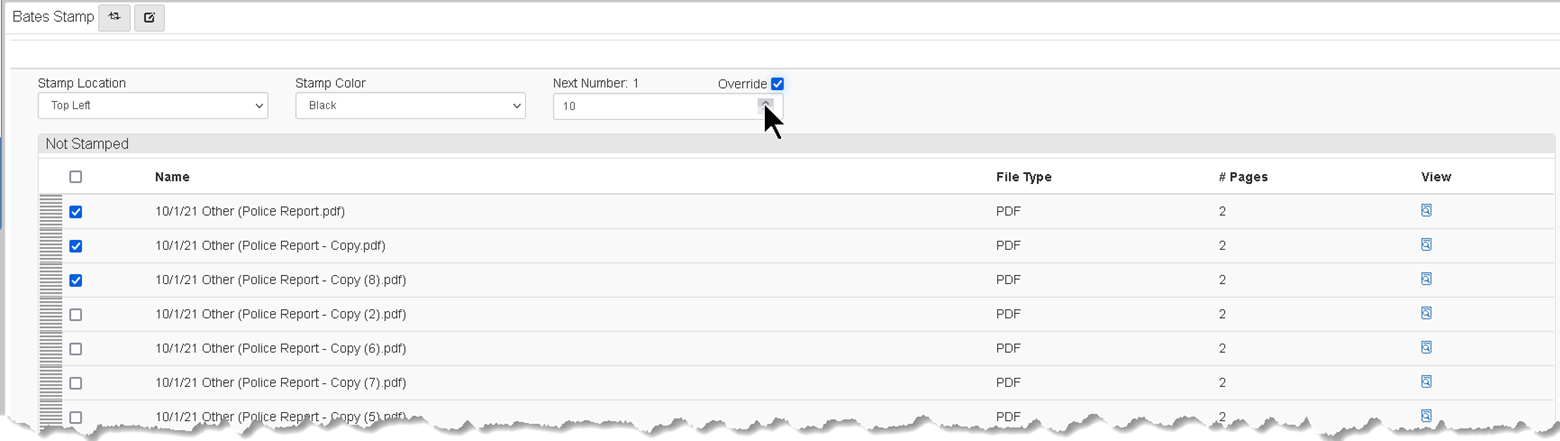 Bates Stamp
Stamp Location Stamp Color Next Number: 1 Override
Top Left Black 10
Not Stamped
Name File Type # Pages View
10/1/21 Other (Police Report.pdf) PDF 2
10/1/21 Other (Police Report - Copy.pdf) PDF 2
10/1/21 Other (Police Report - Copy (8).pdf) PDF 2
10/1/21 Other (Police Report - Copy (2).pdf) PDF 2
10/1/21 Other (Police Report - Copy (6).pdf) PDF 2
10/1/21 Other (Police Report - Copy (7).pdf) PDF 2
10/1/21 Other (Police Report - Copy (5).pdf) PDF 2